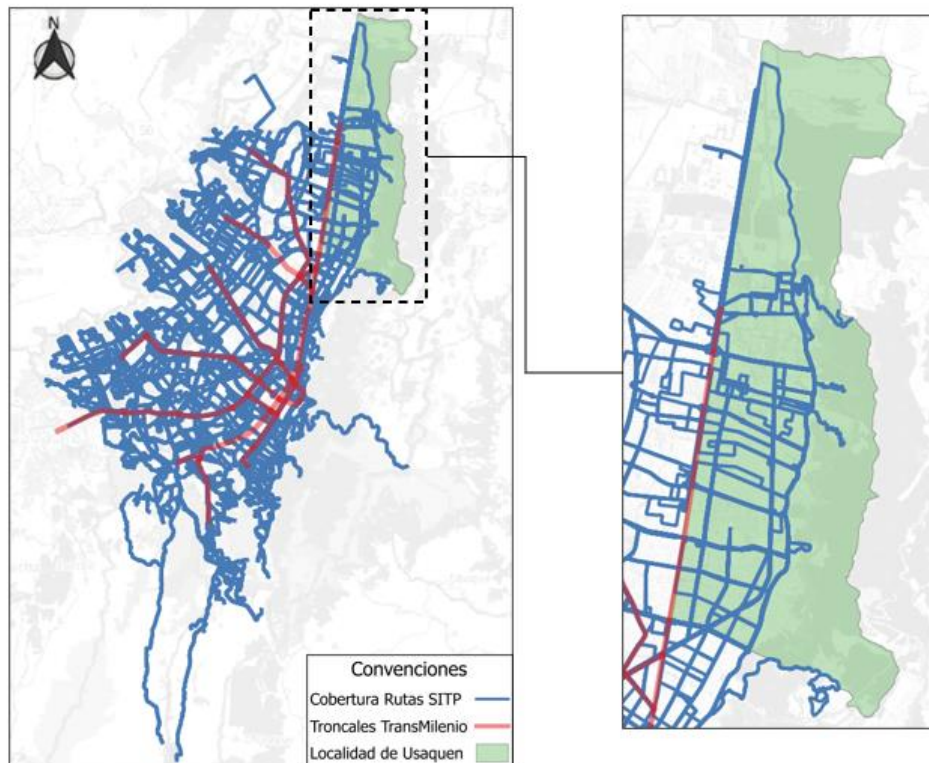 N
Convenciones
Cobertura Rutas SITP
Troncales TransMilenio
Localidad de Usaquen